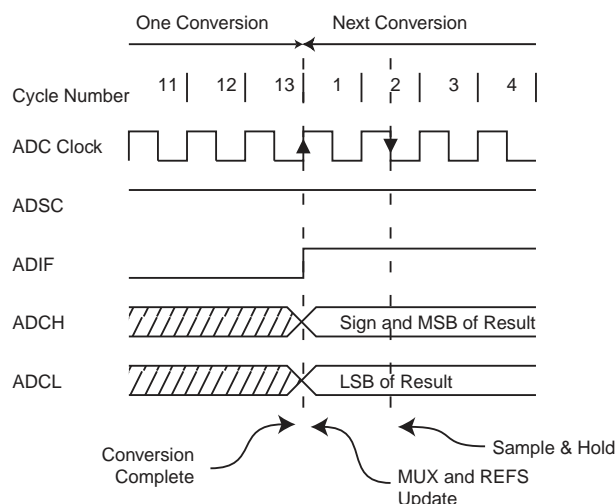 One Conversion Next Conversion
Cycle Number 11 12 13 1 2 3 4
ADC Clock
ADSC
ADIF
ADCH Sign and MSB of Result
ADCL LSB of Result
Conversion
Complete
MUX and REFS
Update
Sample & Hold